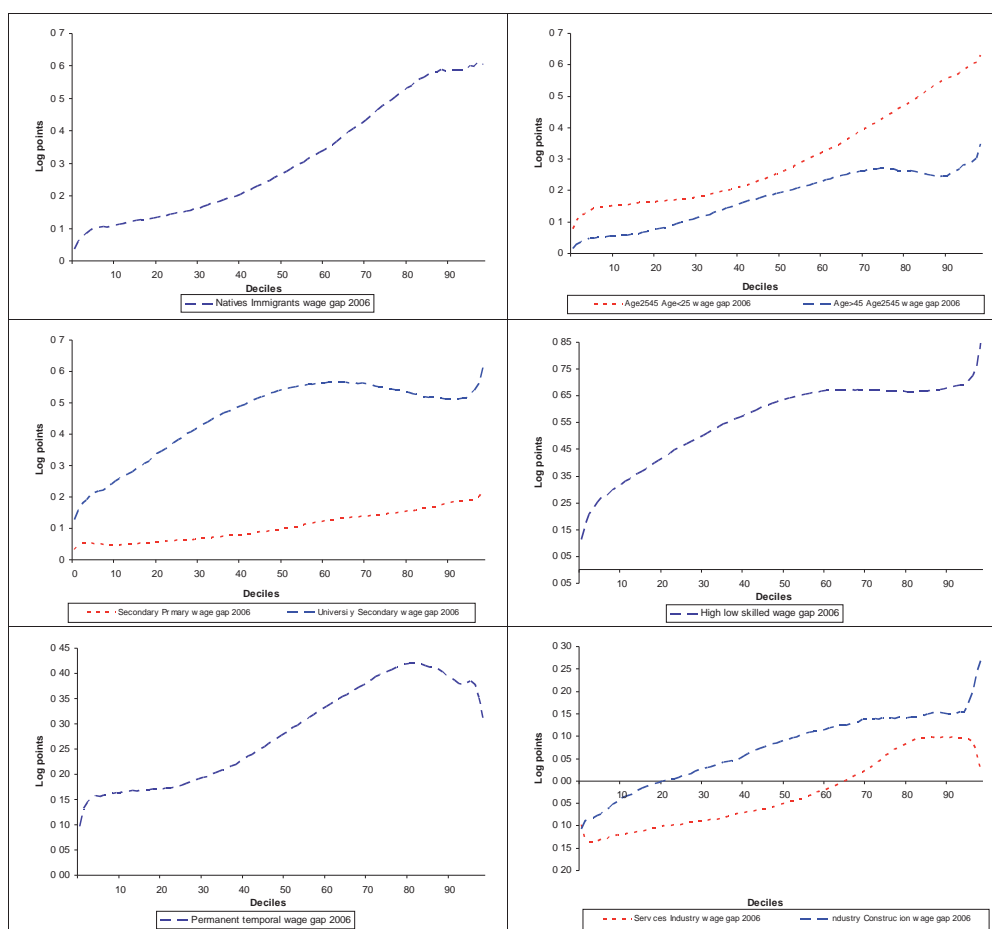 0 7
0 6
0 5
0 4
0 3
0 2
0 1
0
Log points
10 20 30 40 50 60 70 80 90
Deciles
Natives Immigrants wage gap 2006
0 7
0 6
0 5
0 4
0 3
0 2
0 1
0
Log points
10 20 30 40 50 60 70 80 90
Deciles
Age2545 Age<25 wage gap 2006 Age>45 Age2545 wage gap 2006
0 7
0 6
0 5
0 4
0 3
0 2
0 1
0
Log points
0 10 20 30 40 50 60 70 80 90
Deciles
Secondary Primary wage gap 2006 Universi y Secondary wage gap 2006
0 85
0 75
0 65
0 55
0 45
0 35
0 25
0 15
0 05
0 05
Log points
10 20 30 40 50 60 70 80 90
Deciles
High low skilled wage gap 2006
0 45
0 40
0 35
0 30
0 25
0 20
0 15
0 10
0 05
0 00
Log points
10 20 30 40 50 60 70 80 90
Deciles
Permanent temporal wage gap 2006
0 30
0 25
0 20
0 15
0 10
0 05
0 00
0 05
0 10
0 15
0 20
Log points
10 20 30 40 50 60 70 80 90
Deciles
Serv ces Industry wage gap 2006 ndustry Construc ion wage gap 2006